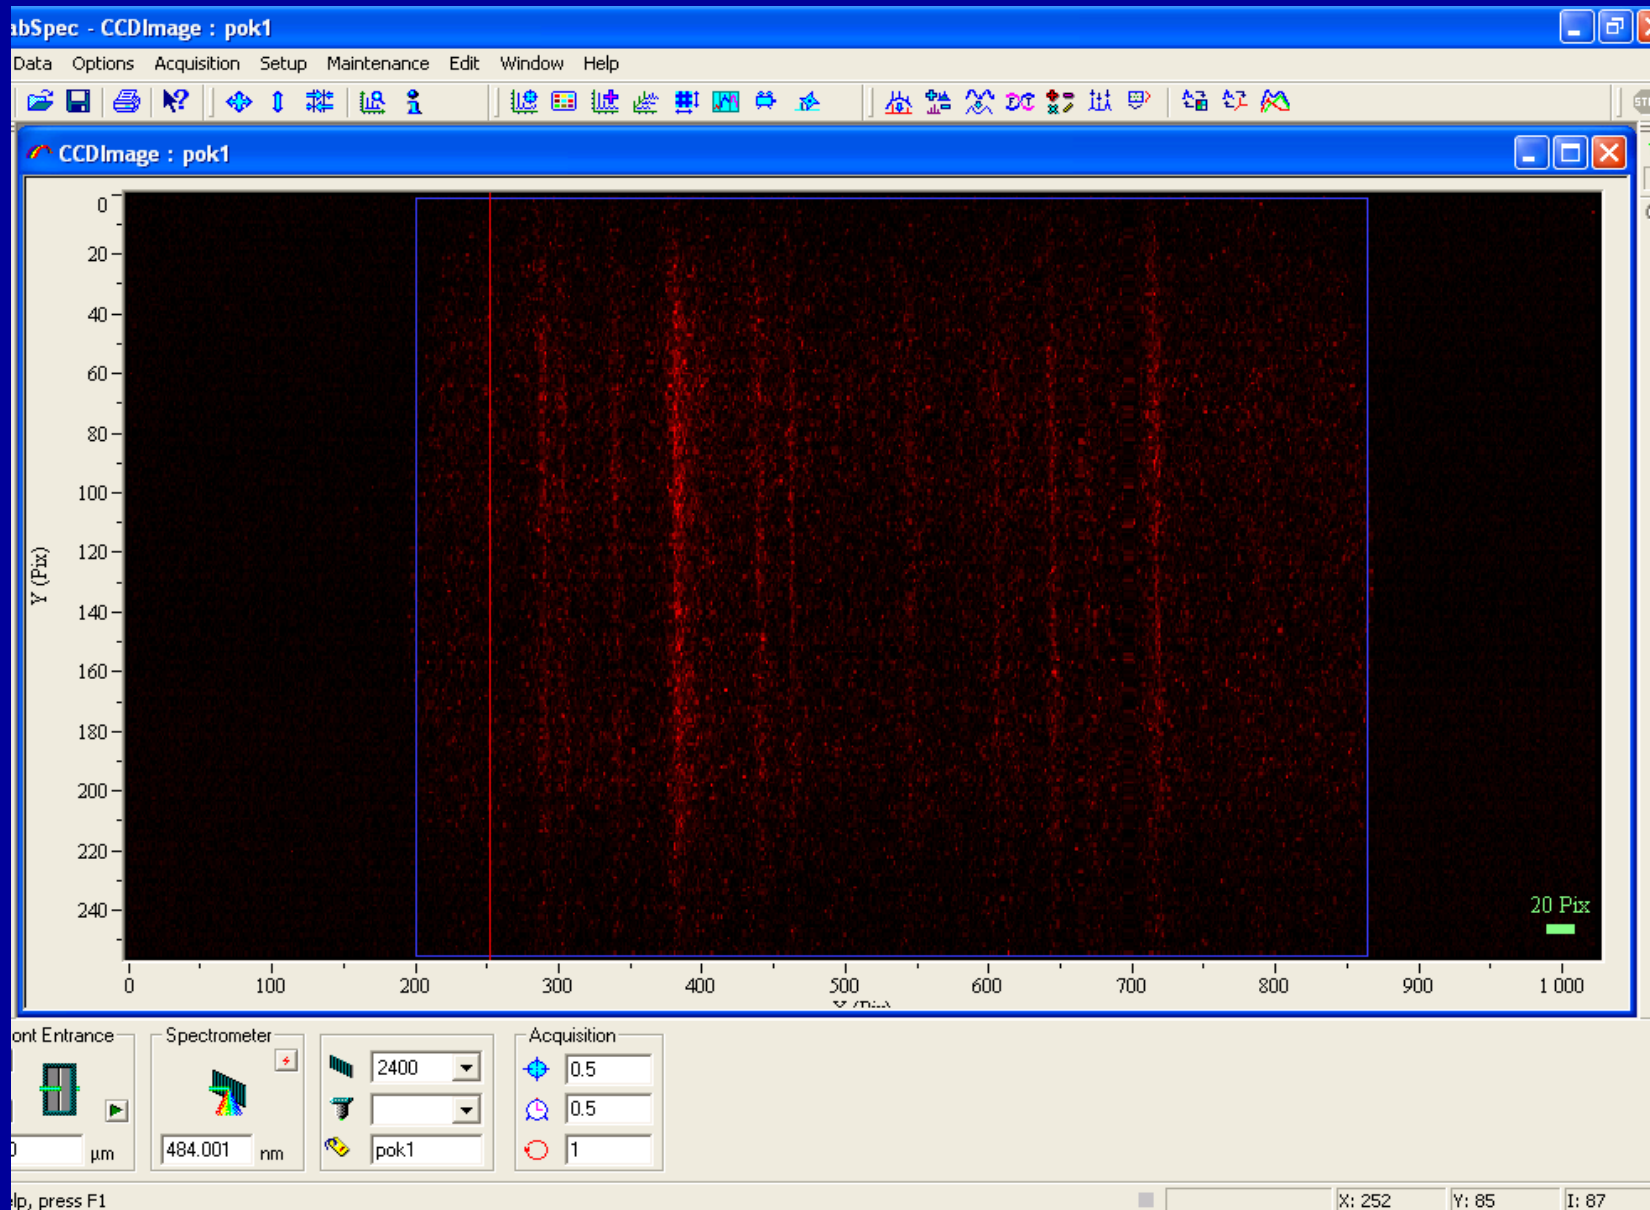 abSpec - CCDImage : pok1
Data Options Acquisition Setup Maintenance Edit Window Help
CCDImage : pok1
0
20
40
60
80
100
120
140
160
180
200
220
240
Y (Pix)
20 Pix
0 100 200 300 400 500 600 700 800 900 1 000
X (Pix)
ont Entrance
µm
Spectrometer
484.001 nm
2400
pok1
Acquisition
0.5
0.5
1
elp, press F1
X: 252 Y: 85 I: 87